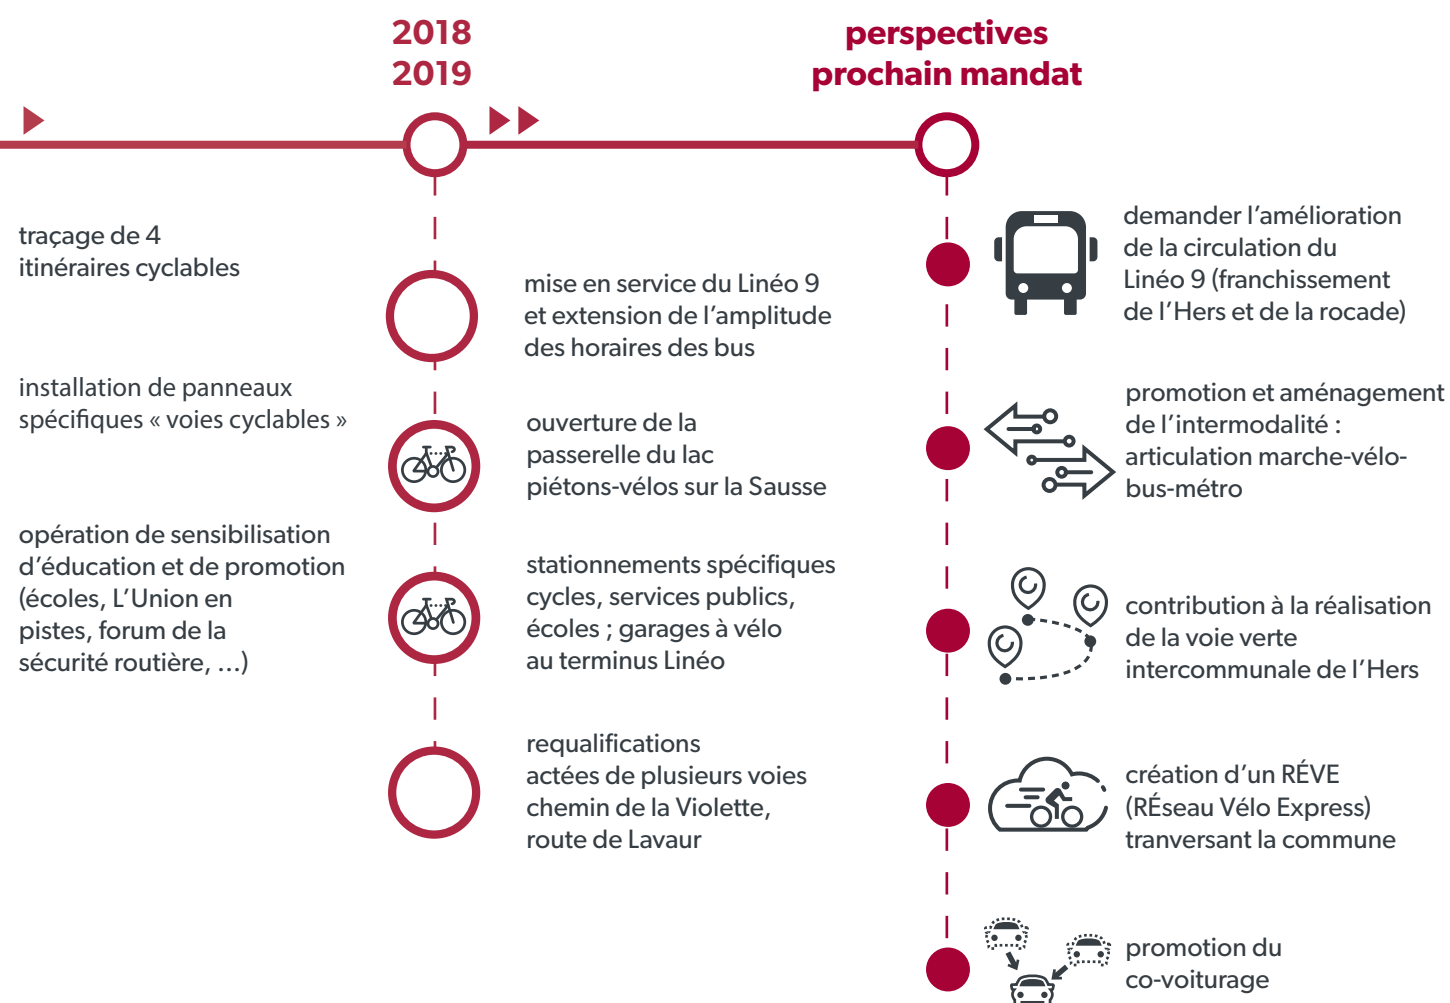 2018
2019
perspectives
prochain mandat
traçage de 4
itinéraires cyclables
installation de panneaux
spécifiques « voies cyclables »
opération de sensibilisation
d’éducation et de promotion
(écoles, L’Union en
pistes, forum de la
sécurité routière, ...)
mise en service du Linéo 9
et extension de l’amplitude
des horaires des bus
ouverture de la
passerelle du lac
piétons-vélos sur la Sausse
stationnements spécifiques
cycles, services publics,
écoles ; garages à vélo
au terminus Linéo
requalifications
actées de plusieurs voies
chemin de la Violette,
route de Lavaur
demander l’amélioration
de la circulation du
Linéo 9 (franchissement
de l’Hers et de la rocade)
promotion et aménagement
de l’intermodalité :
articulation marche-vélo-
bus-métro
contribution à la réalisation
de la voie verte
intercommunale de l’Hers
création d’un RÉVE
(RÉseau Vélo Express)
tranversant la commune
promotion du
co-voiturage